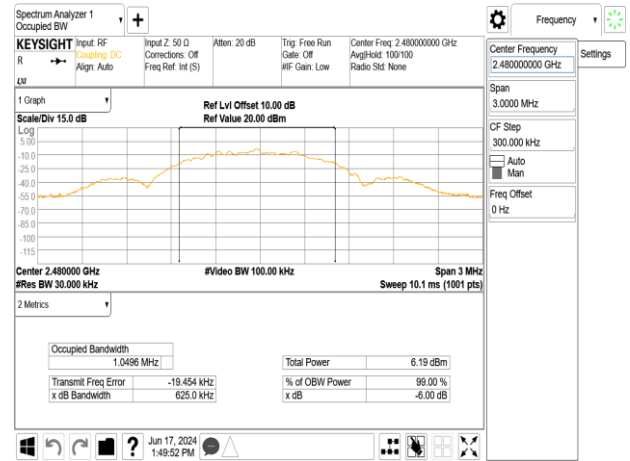 Spectrum Analyzer 1
Occupied BW
Frequency
KEYSIGHT
R
LXI
Input: RF
Coupling: DC
Align: Auto
Input Z: 50 Ω
Corrections: Off
Freq Ref: Int (S)
Atten: 20 dB
Trig: Free Run
Gate: Off
#IF Gain: Low
Center Freq: 2.480000000 GHz
Avg|Hold: 100/100
Radio Std: None
Center Frequency
2.480000000 GHz
Settings
Span
3.0000 MHz
CF Step
300.000 kHz
Auto
Man
Freq Offset
0 Hz
1 Graph
Scale/Div 15.0 dB
Ref Lvl Offset 10.00 dB
Ref Value 20.00 dBm
Log
5.00
-10.0
-25.0
-40.0
-55.0
-70.0
-85.0
-100
-115
Center 2.480000 GHz
#Res BW 30.000 kHz
#Video BW 100.00 kHz
Span 3 MHz
Sweep 10.1 ms (1001 pts)
2 Metrics
Occupied Bandwidth
1.0496 MHz
Total Power 6.19 dBm
Transmit Freq Error -19.454 kHz
% of OBW Power 99.00 %
x dB Bandwidth 625.0 kHz
x dB -6.00 dB
?
Jun 17, 2024
1:49:52 PM